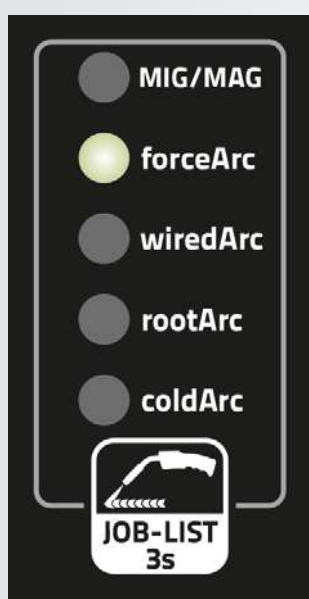 MIG/MAG
forceArc
wiredArc
rootArc
coldArc
JOB-LIST
3s